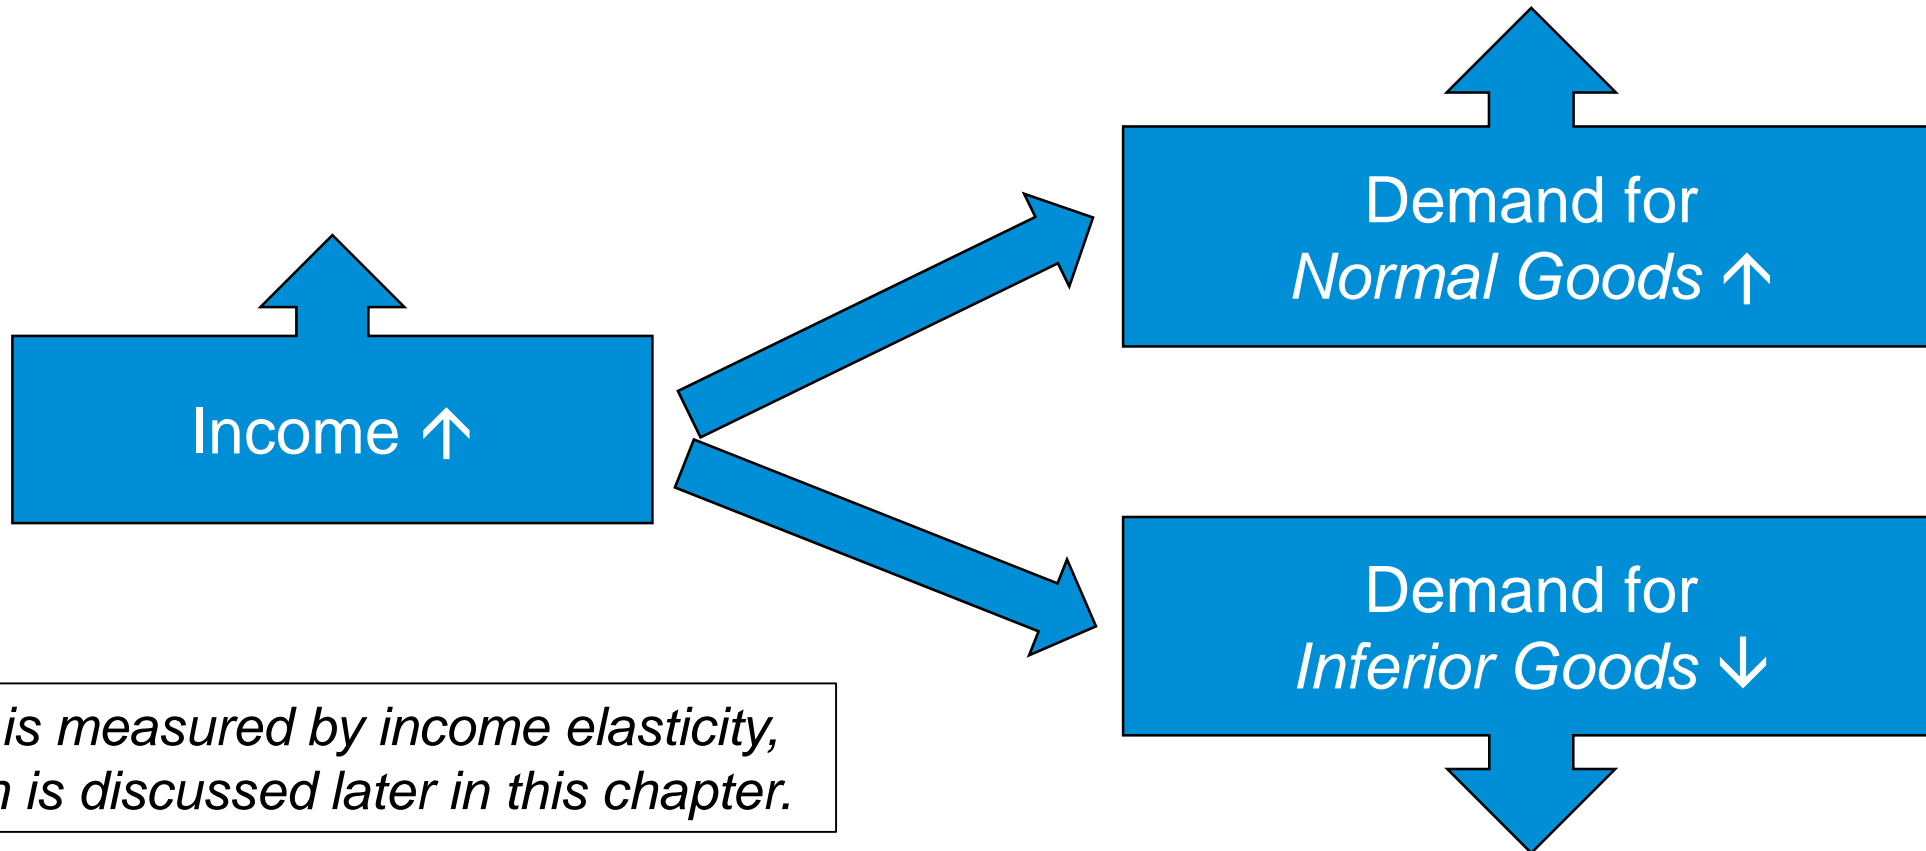 Demand for
Normal Goods ↑
Income ↑
Demand for
Inferior Goods ↓
is measured by income elasticity,
is discussed later in this chapter.